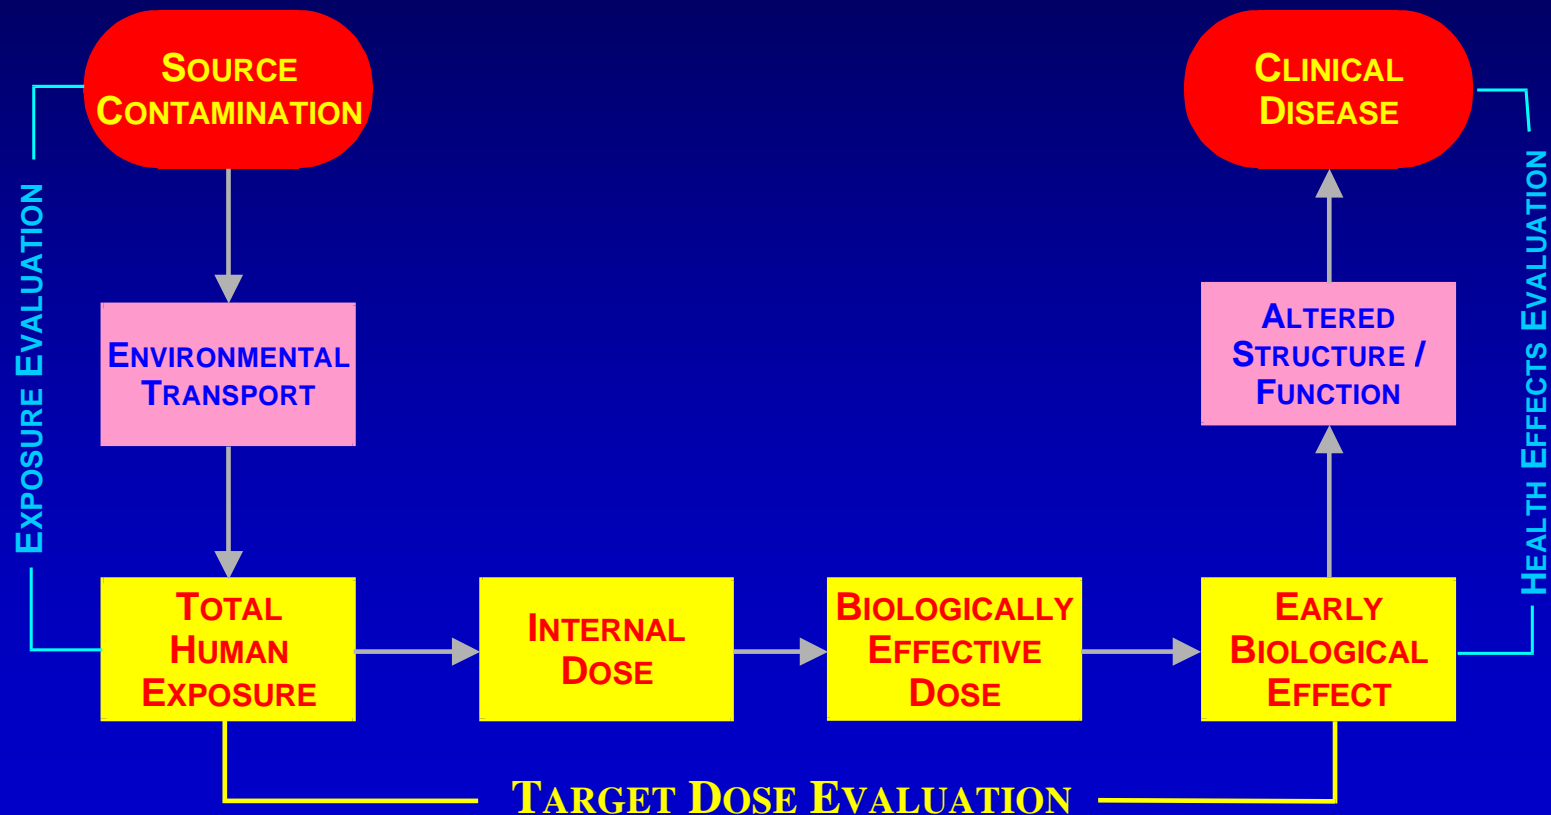 SOURCE
CONTAMINATION
CLINICAL
DISEASE
EXPOSURE EVALUATION
ENVIRONMENTAL
TRANSPORT
ALTERED
STRUCTURE /
FUNCTION
HEALTH EFFECTS EVALUATION
TOTAL
HUMAN
EXPOSURE
INTERNAL
DOSE
BIOLOGICALLY
EFFECTIVE
DOSE
EARLY
BIOLOGICAL
EFFECT
TARGET DOSE EVALUATION